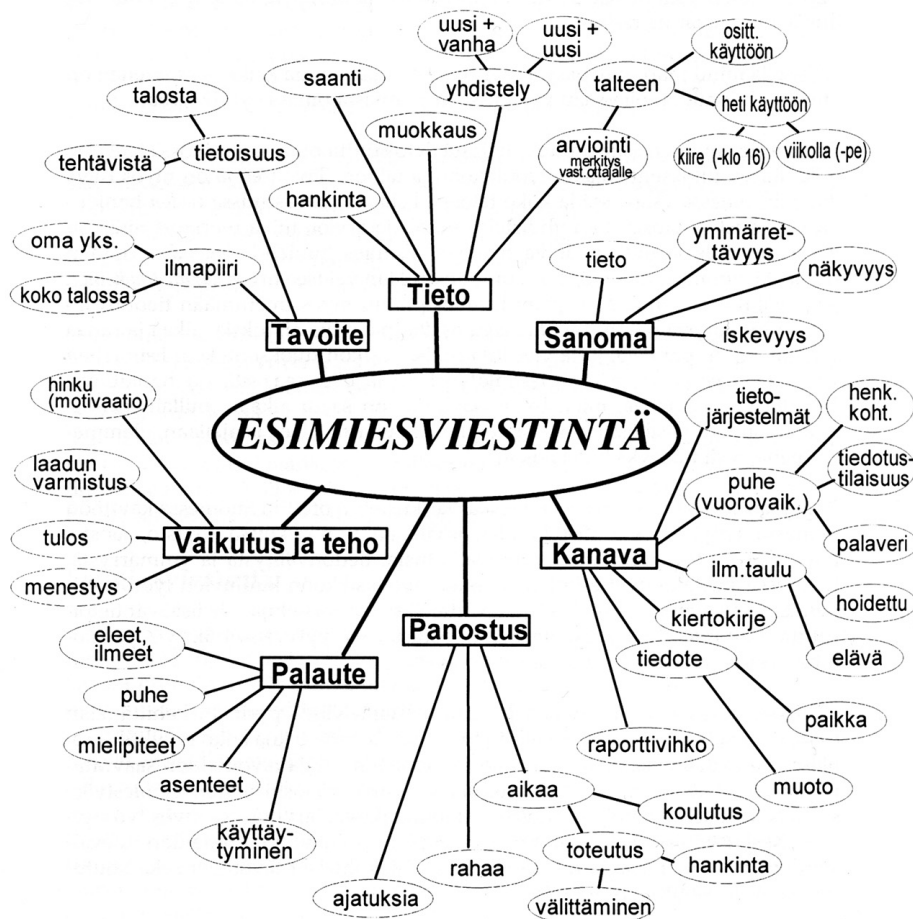 uusi +
vanha
uusi +
uusi
yhdistely
saanti
muokkaus
hankinta
talteen
ositt.
käyttöön
heti käyttöön
kiire (-klo 16)
viikolla (-pe)
arviointi
merkitys
vast.ottajalle
Tieto
talosta
tehtävistä
tietoisuus
oma yks.
koko talossa
ilmapiiri
Tavoite
tieto
ymmärret-
tävyys
näkyvyys
iskevyys
Sanoma
ESIMIESVIESTINTÄ
hinku
(motivaatio)
laadun
varmistus
tulos
menestys
Vaikutus ja teho
tieto-
järjestelmät
henk.
koht.
puhe
(vuorovaik.)
tiedotus-
tilaisuus
palaveri
Kanava
ilm.taulu
hoidettu
elävä
kiertokirje
tiedote
paikka
muoto
raporttivihko
Panostus
aikaa
koulutus
toteutus
hankinta
välittäminen
rahaa
ajatuksia
Palaute
eleet,
ilmeet
puhe
mielipiteet
asenteet
käyttäy-
tyminen